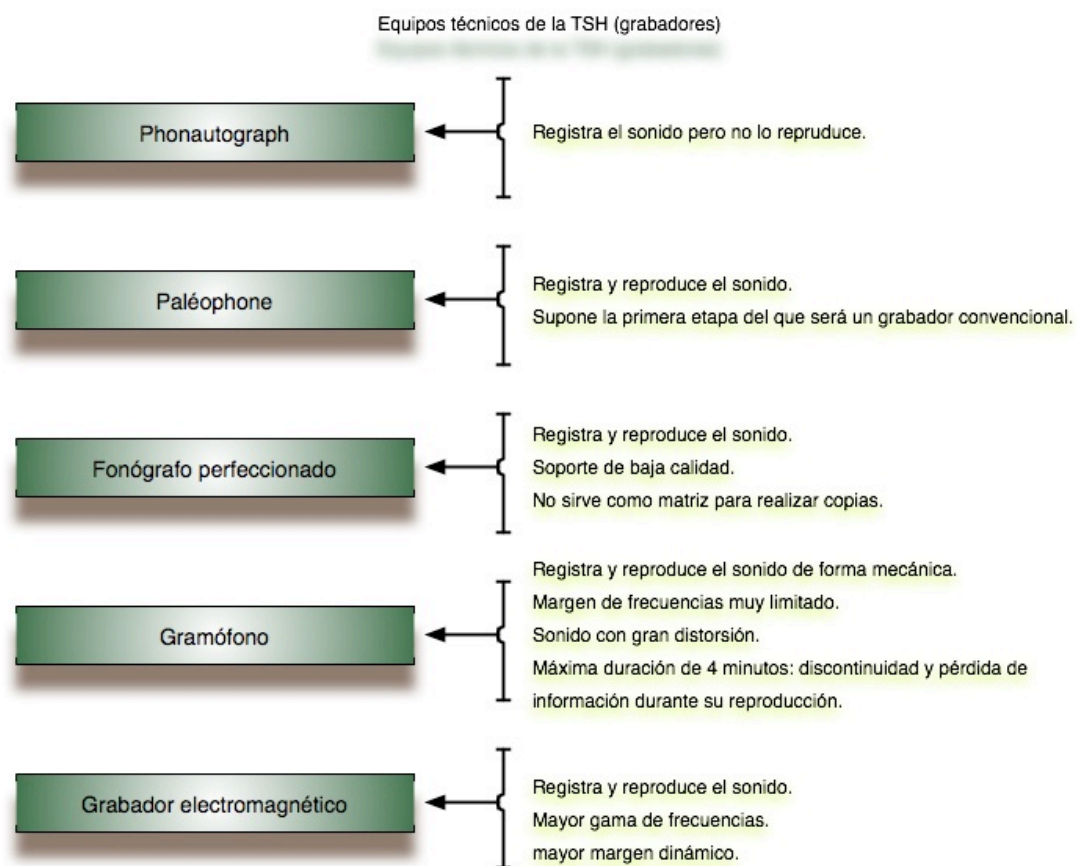 Equipos técnicos de la TSH (grabadores)
Phonautograph
Registra el sonido pero no lo repruduce.
Paléophone
Registra y reproduce el sonido.
Supone la primera etapa del que será un grabador convencional.
Fonógrafo perfeccionado
Registra y reproduce el sonido.
Soporte de baja calidad.
No sirve como matriz para realizar copias.
Gramófono
Registra y reproduce el sonido de forma mecánica.
Margen de frecuencias muy limitado.
Sonido con gran distorsión.
Máxima duración de 4 minutos: discontinuidad y pérdida de
información durante su reproducción.
Grabador electromagnético
Registra y reproduce el sonido.
Mayor gama de frecuencias.
mayor margen dinámico.